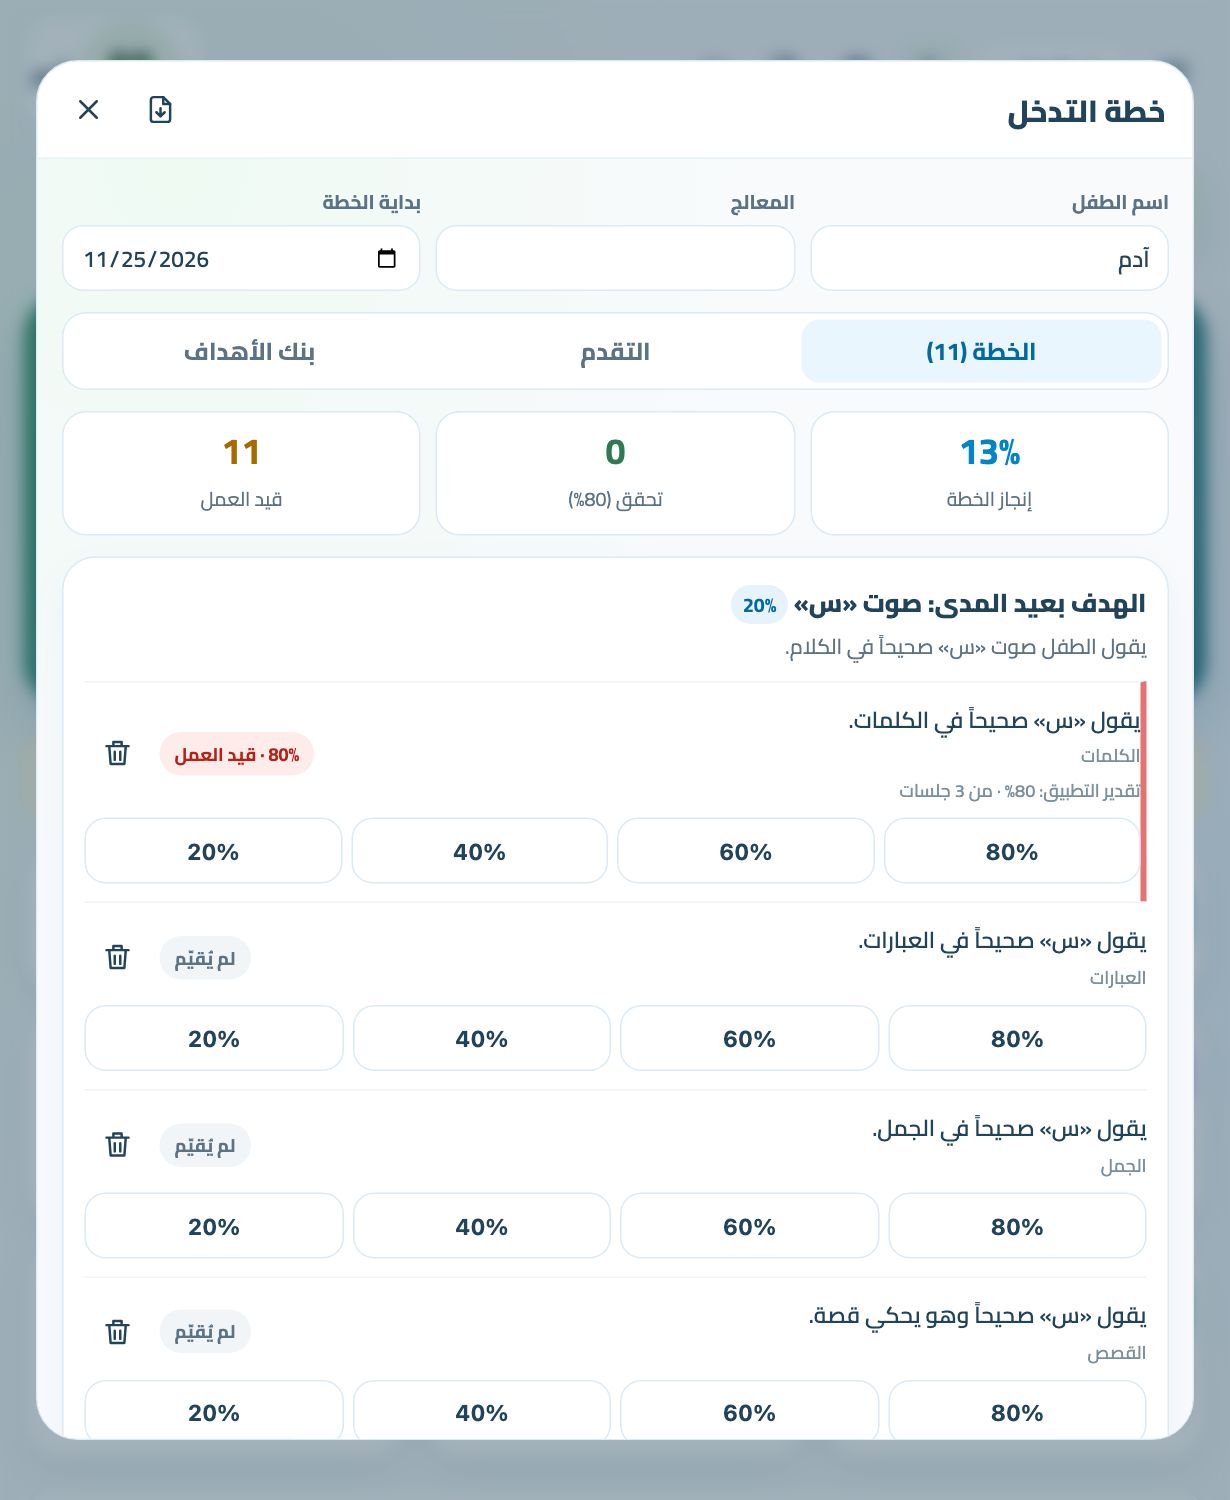 خطة التدخل
اسم الطفل
المعالج
بداية الخطة
آدم
11/25/2026
الخطة (11)
التقدم
بنك الأهداف
13%
إنجاز الخطة
0
تحقق (80%)
11
قيد العمل
الهدف بعيد المدى: صوت «س» 20%
يقول الطفل صوت «س» صحيحاً في الكلام.
يقول «س» صحيحاً في الكلمات.
الكلمات
تقدير التطبيق: 80% · من 3 جلسات
80% · قيد العمل
80% 60% 40% 20%
يقول «س» صحيحاً في العبارات.
العبارات
لم يُقيّم
80% 60% 40% 20%
يقول «س» صحيحاً في الجمل.
الجمل
لم يُقيّم
80% 60% 40% 20%
يقول «س» صحيحاً وهو يحكي قصة.
القصص
لم يُقيّم
80% 60% 40% 20%